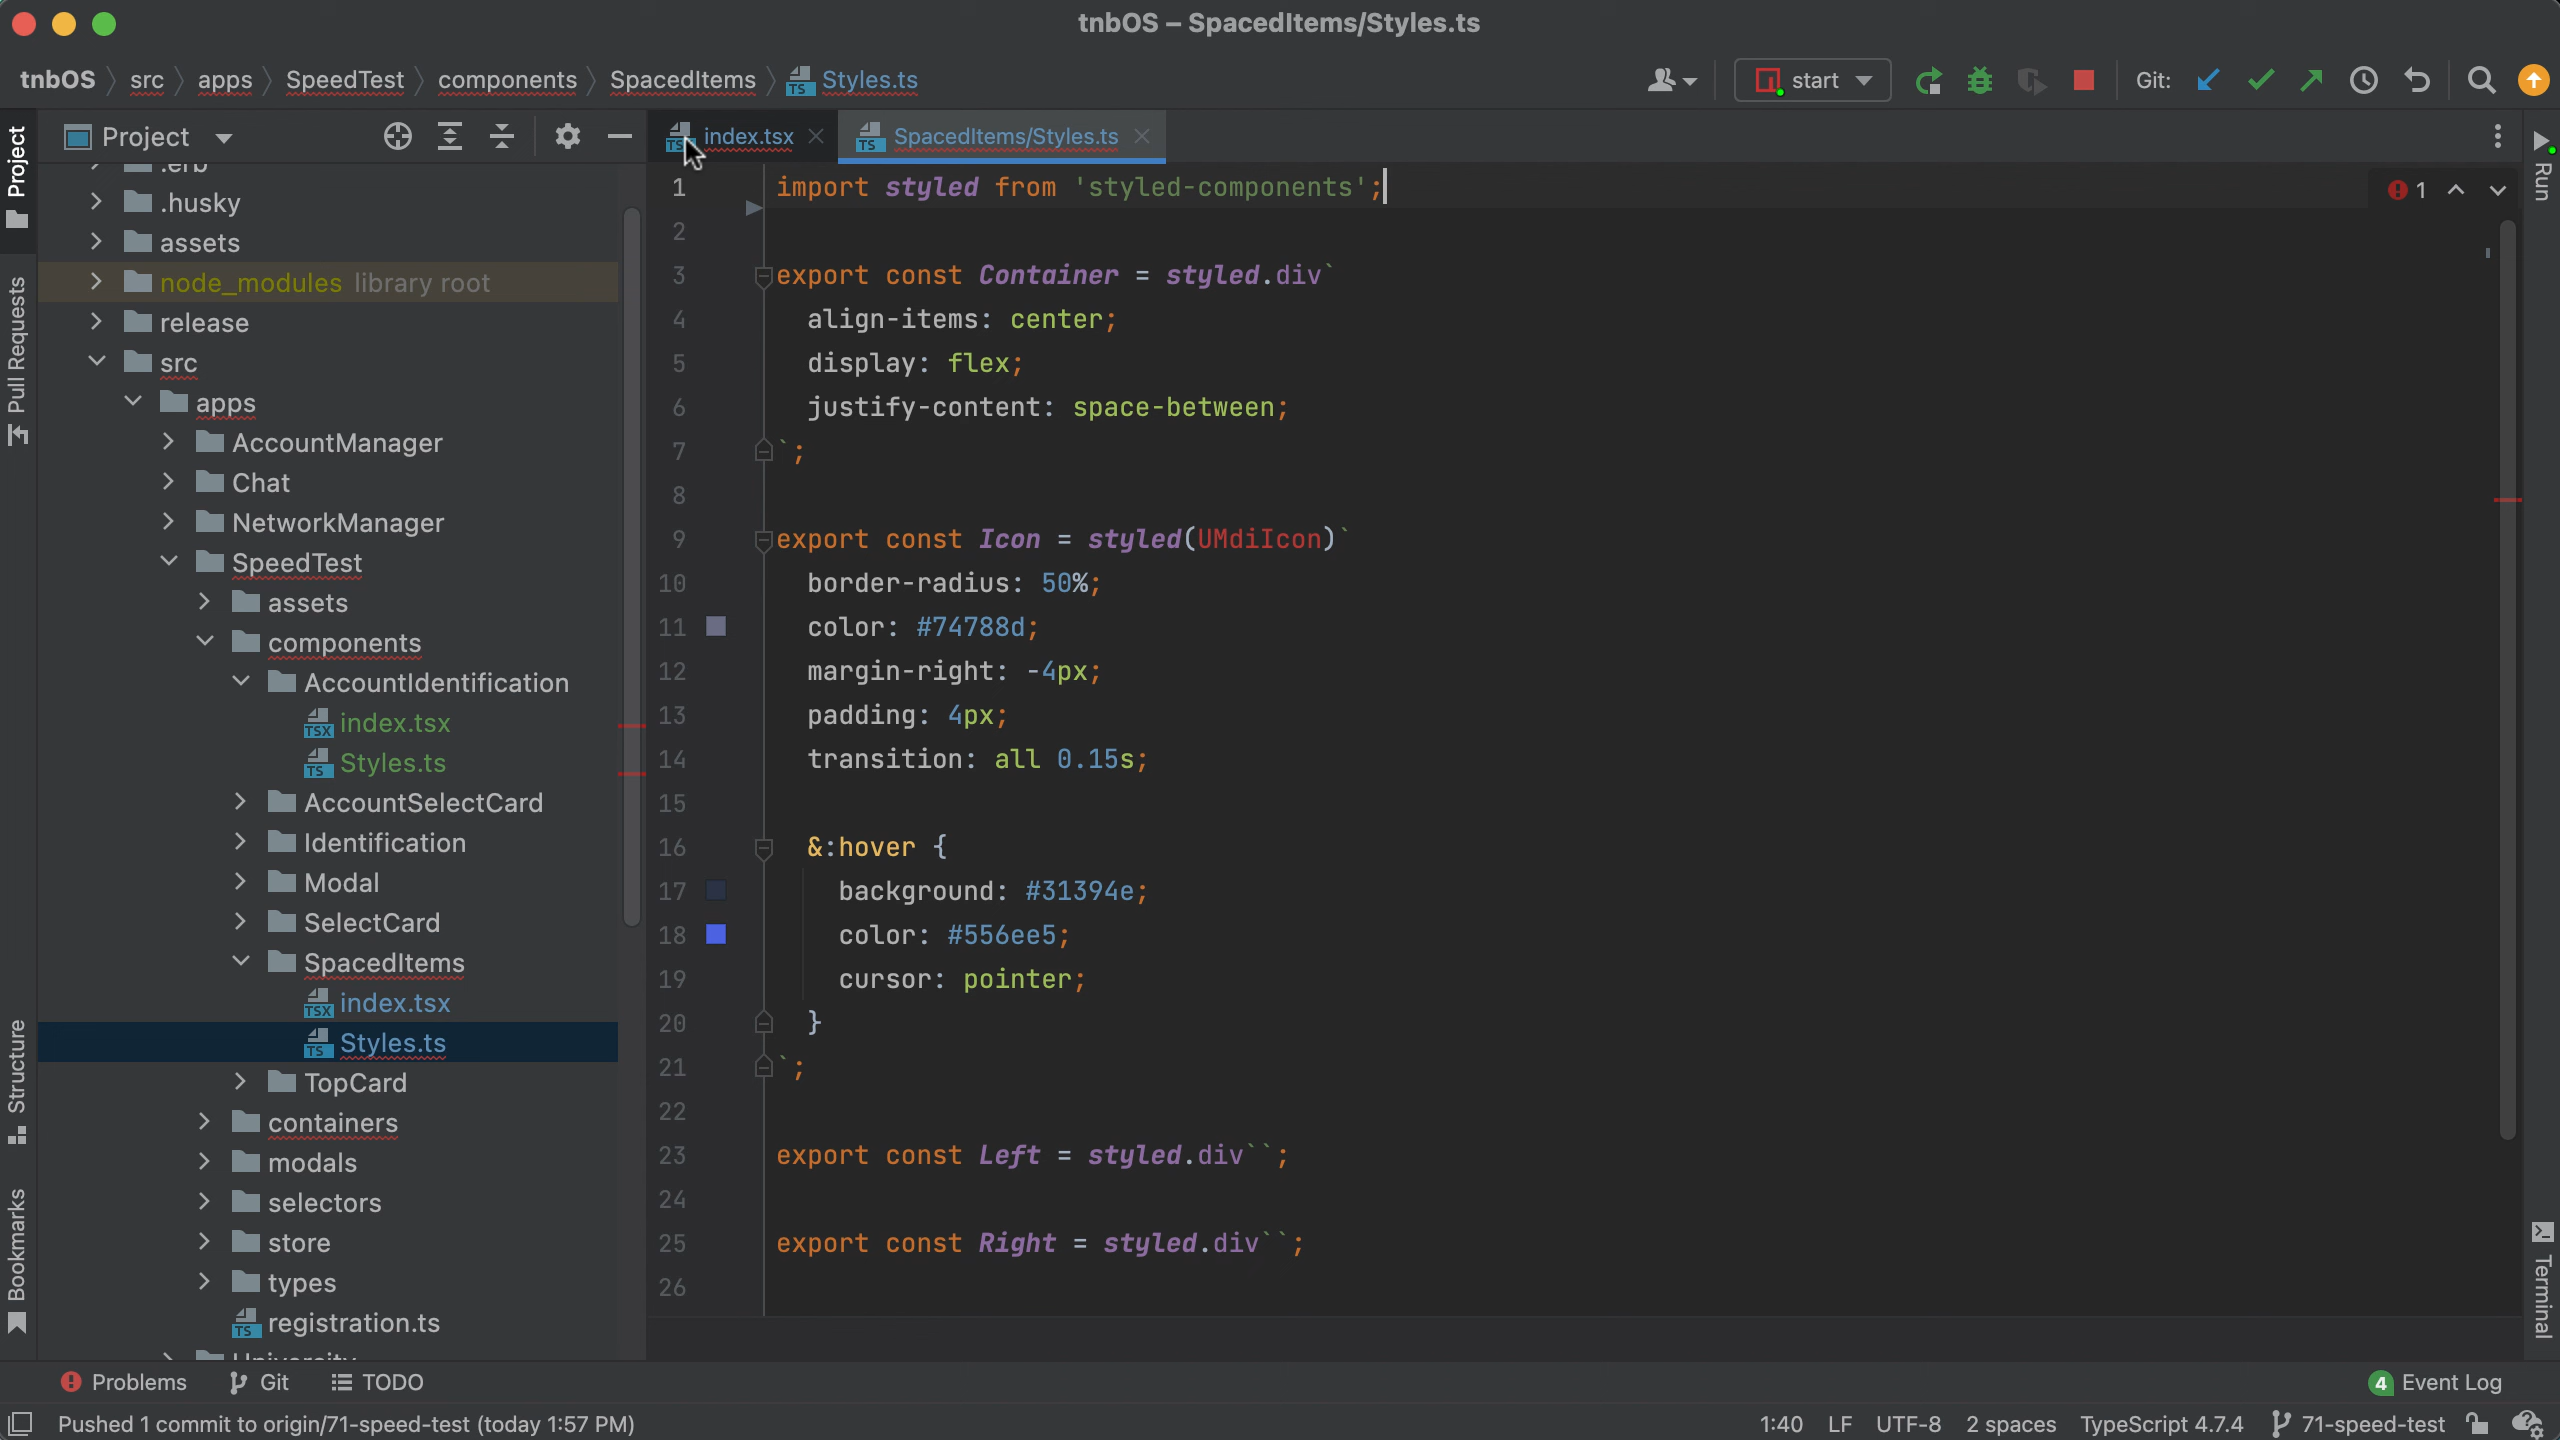 tnbOS – SpacedItems/Styles.ts
tnbOS src apps SpeedTest components SpacedItems Styles.ts
start
Git:
Project
index.tsx
SpacedItems/Styles.ts
Project
Pull Requests
Structure
Bookmarks
.erb
.husky
assets
node_modules library root
release
src
apps
AccountManager
Chat
NetworkManager
SpeedTest
assets
components
AccountIdentification
index.tsx
Styles.ts
AccountSelectCard
Identification
Modal
SelectCard
SpacedItems
index.tsx
Styles.ts
TopCard
containers
modals
selectors
store
types
registration.ts
University
1 import styled from 'styled-components';
2
3 export const Container = styled.div`
4 align-items: center;
5 display: flex;
6 justify-content: space-between;
7 `;
8
9 export const Icon = styled(UMdiIcon)`
10 border-radius: 50%;
11 color: #74788d;
12 margin-right: -4px;
13 padding: 4px;
14 transition: all 0.15s;
15
16 &:hover {
17 background: #31394e;
18 color: #556ee5;
19 cursor: pointer;
20 }
21 `;
22
23 export const Left = styled.div``;
24
25 export const Right = styled.div``;
26
1
Run
Terminal
Problems
Git
TODO
4 Event Log
Pushed 1 commit to origin/71-speed-test (today 1:57 PM)
1:40 LF UTF-8 2 spaces TypeScript 4.7.4 71-speed-test